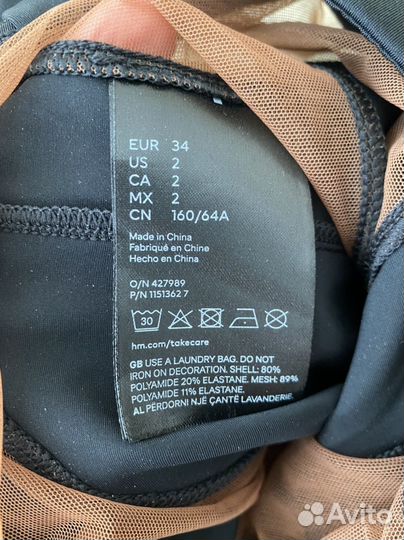 EUR 34
US 2
CA 2
MX 2
CN 160/64A
Made in China
Fabriqué en Chine
Hecho en China
O/N 427989
P/N 1151362 7
30
hm.com/takecare
GB USE A LAUNDRY BAG. DO NOT
IRON ON DECORATION. SHELL: 80%
POLYAMIDE 20% ELASTANE. MESH: 89%
POLYAMIDE 11% ELASTANE.
AL PËRDORNI NJË ÇANTË LAVANDERIE.
Avito